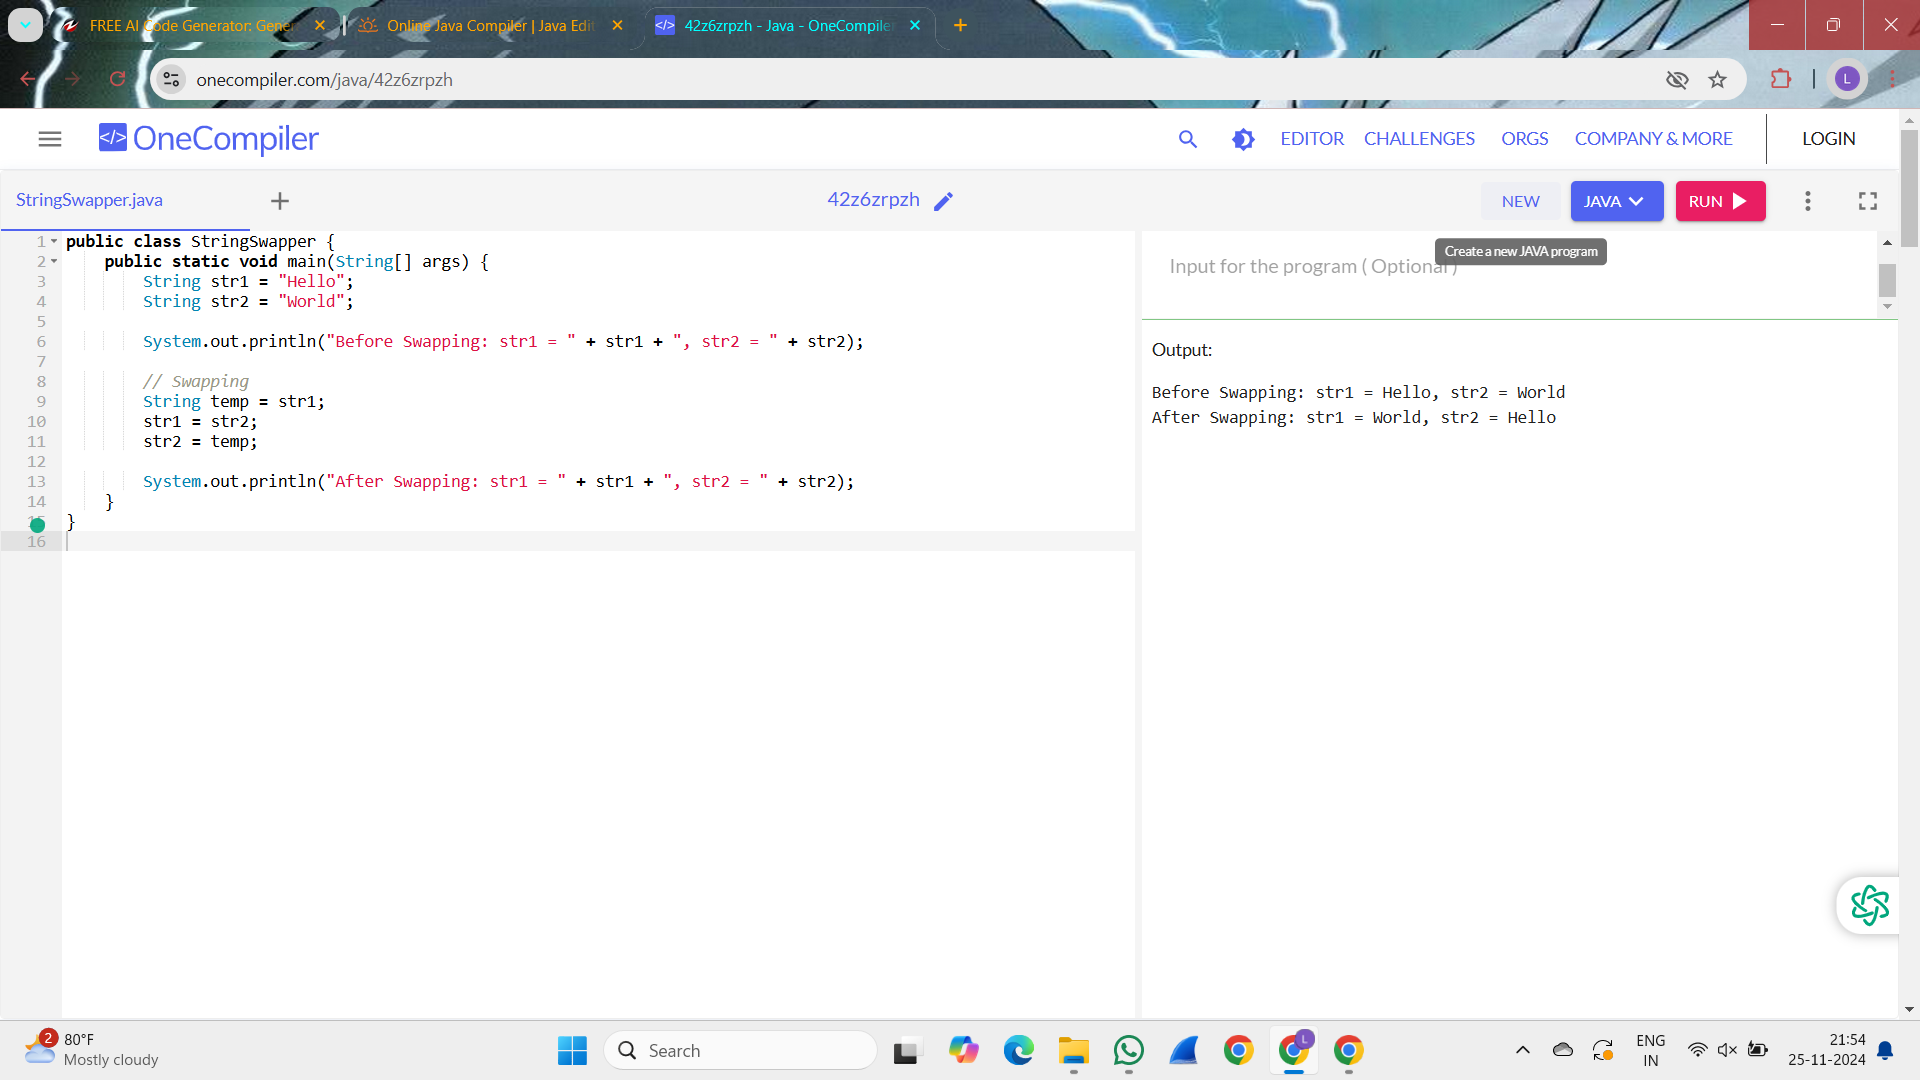 FREE AI Code Generator: Gene
Online Java Compiler | Java Edit
42z6zrpzh - Java - OneCompile
onecompiler.com/java/42z6zrpzh
L
</> OneCompiler
EDITOR
CHALLENGES
ORGS
COMPANY & MORE
LOGIN
StringSwapper.java
42z6zrpzh
NEW
JAVA
RUN
Create a new JAVA program
1 public class StringSwapper {
2 public static void main(String[] args) {
3 String str1 = "Hello";
4 String str2 = "World";
5
6 System.out.println("Before Swapping: str1 = " + str1 + ", str2 = " + str2);
7
8 // Swapping
9 String temp = str1;
10 str1 = str2;
11 str2 = temp;
12
13 System.out.println("After Swapping: str1 = " + str1 + ", str2 = " + str2);
14 }
15 }
16
Input for the program ( Optional )
Output:
Before Swapping: str1 = Hello, str2 = World
After Swapping: str1 = World, str2 = Hello
2
80°F
Mostly cloudy
Search
L
ENG
IN
21:54
25-11-2024